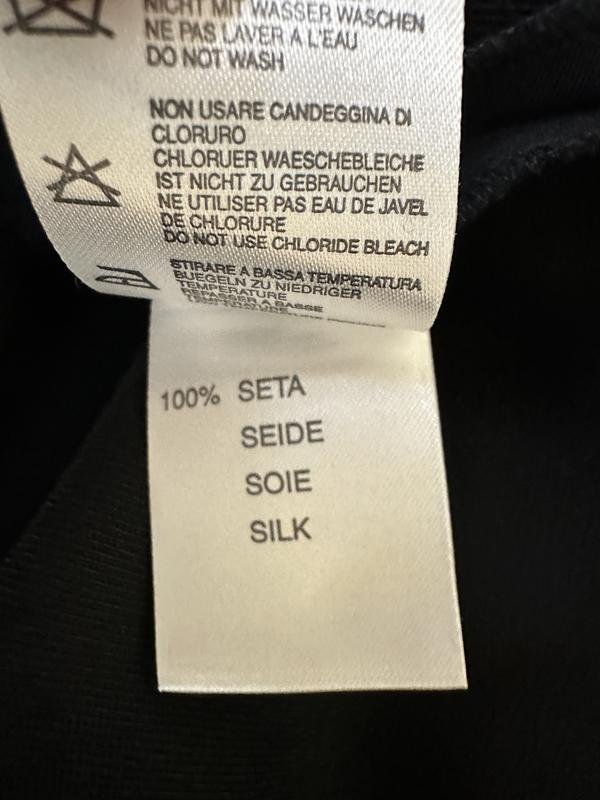 NICHT MIT WASSER WASCHEN
NE PAS LAVER A L'EAU
DO NOT WASH
NON USARE CANDEGGINA DI
CLORURO
CHLORUER WAESCHEBLEICHE
IST NICHT ZU GEBRAUCHEN
NE UTILISER PAS EAU DE JAVEL
DE CHLORURE
DO NOT USE CHLORIDE BLEACH
STIRARE A BASSA TEMPERATURA
BUEGELN ZU NIEDRIGER
TEMPERATURE
REPASSER A BASSE
TEMPERATURE
100% SETA
SEIDE
SOIE
SILK